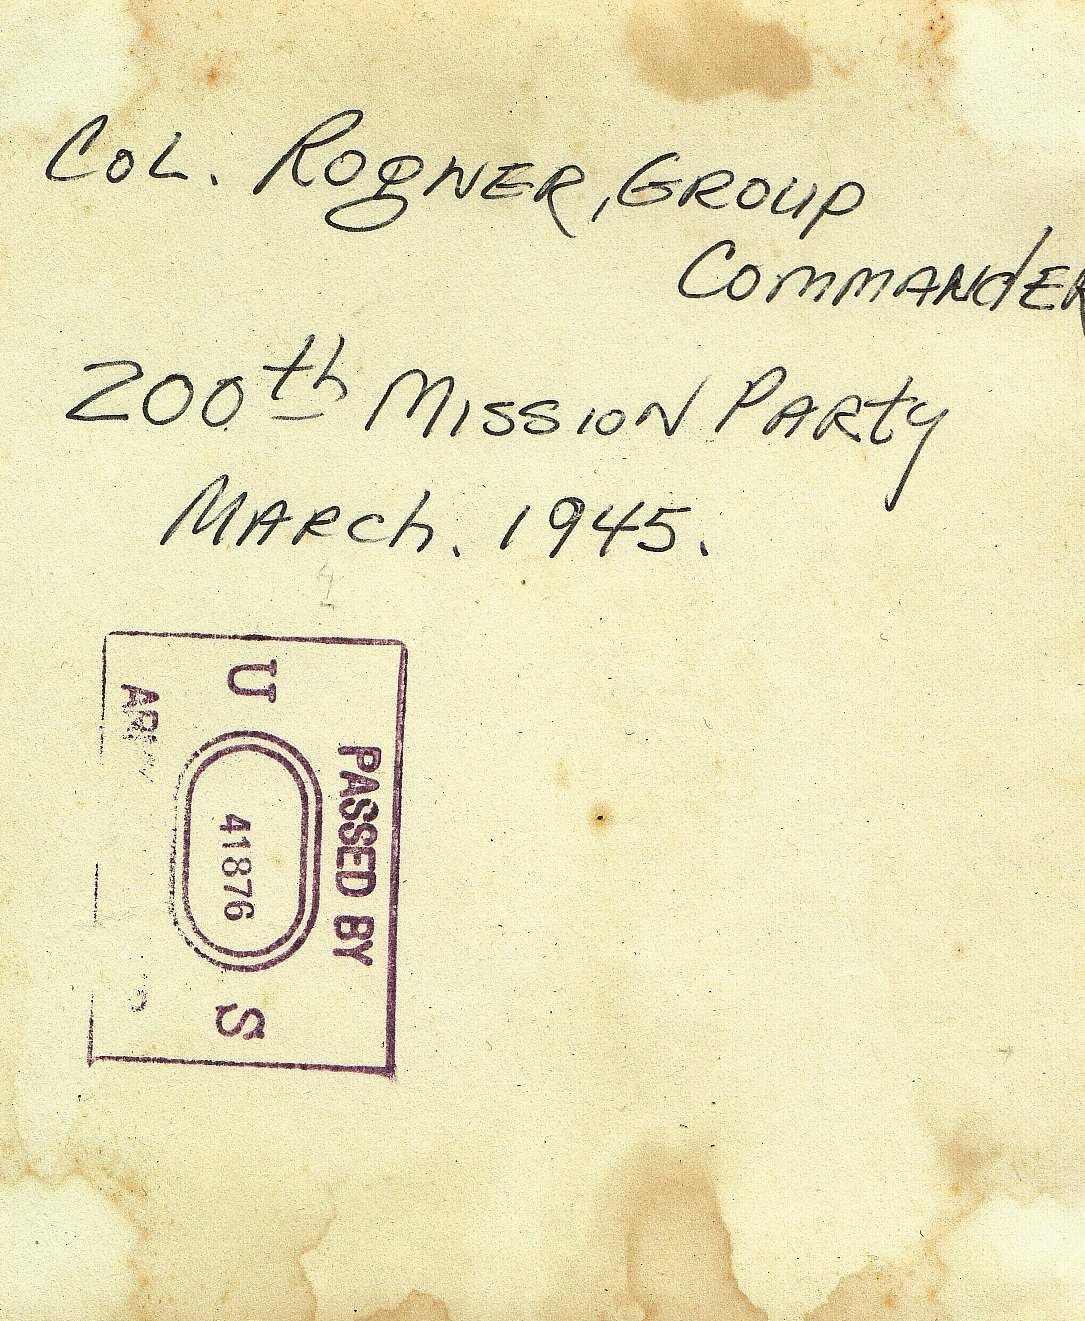 Col. Rogner, Group
Commander
200th Mission Party
March. 1945.
PASSED BY
U 41876 S